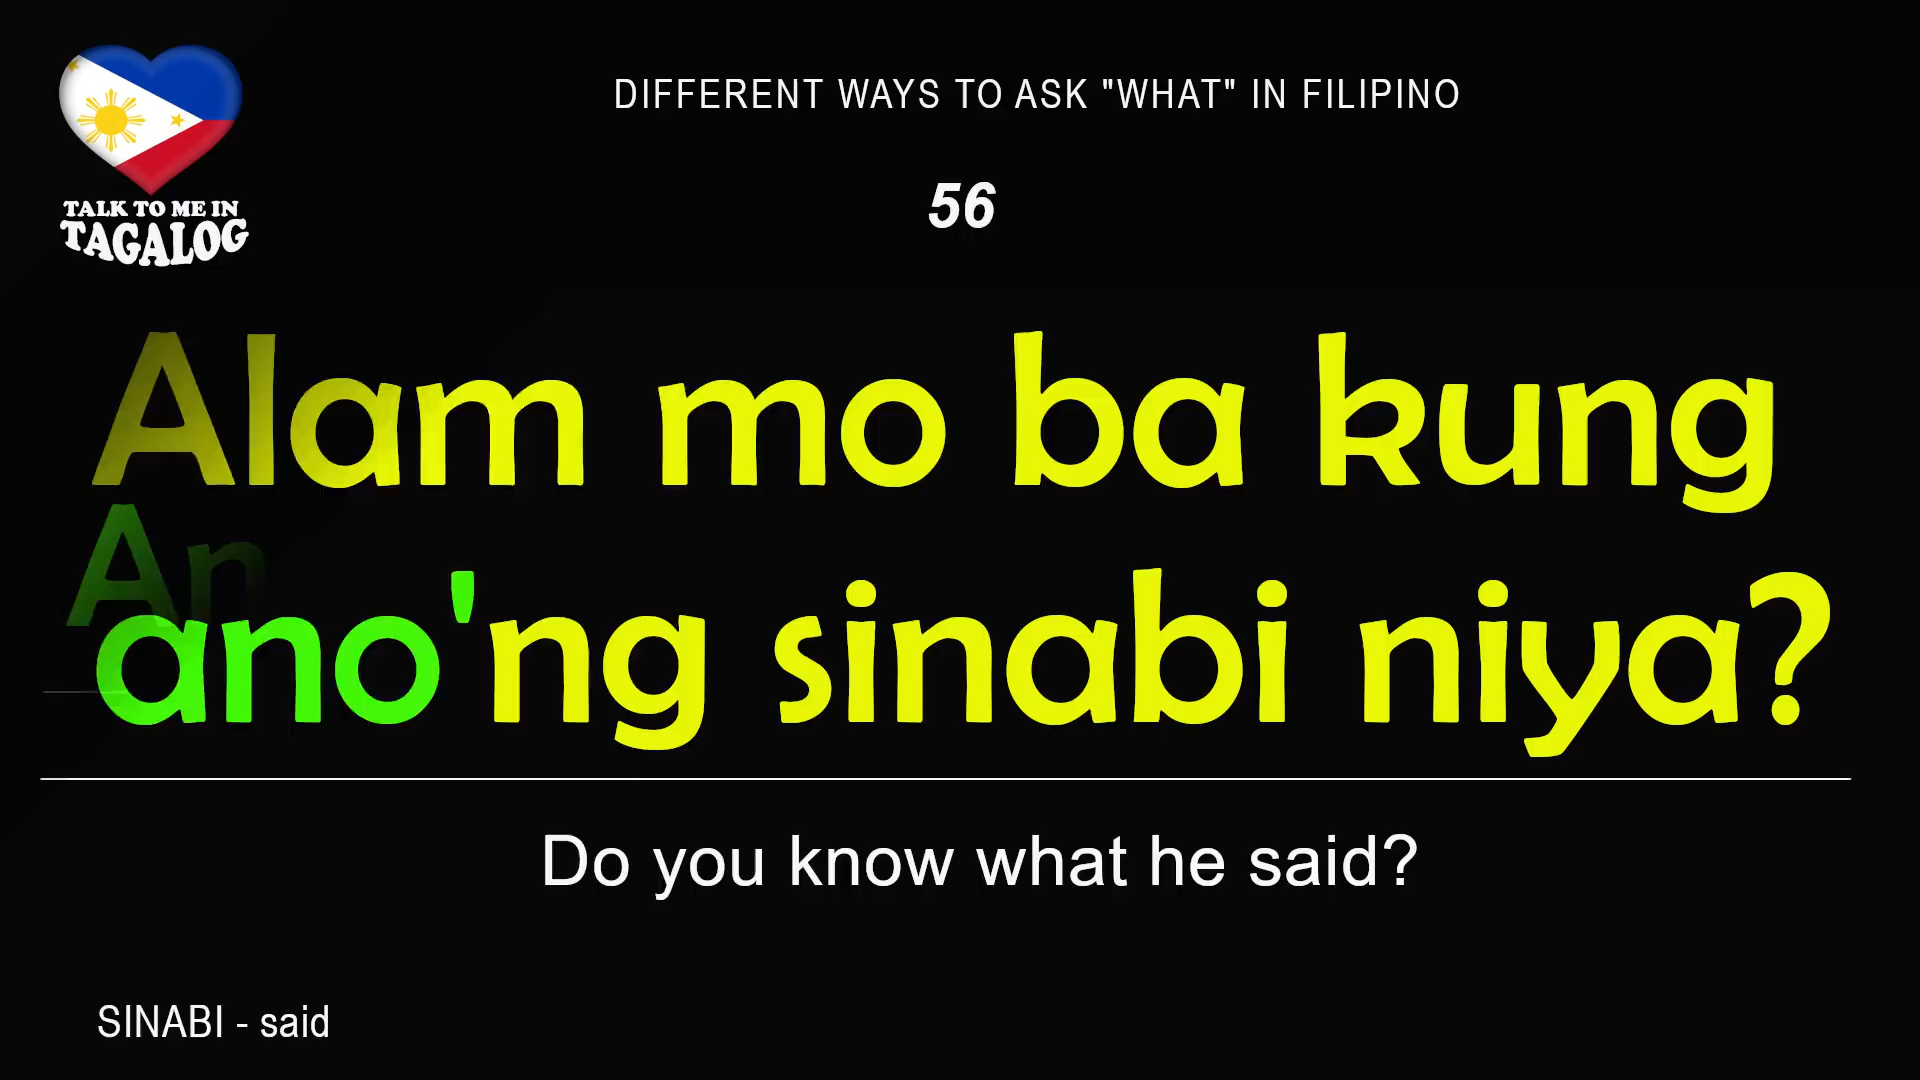 TALK TO ME IN
TAGALOG
DIFFERENT WAYS TO ASK "WHAT" IN FILIPINO
56
Alam mo ba kung
ano'ng sinabi niya?
Do you know what he said?
SINABI - said